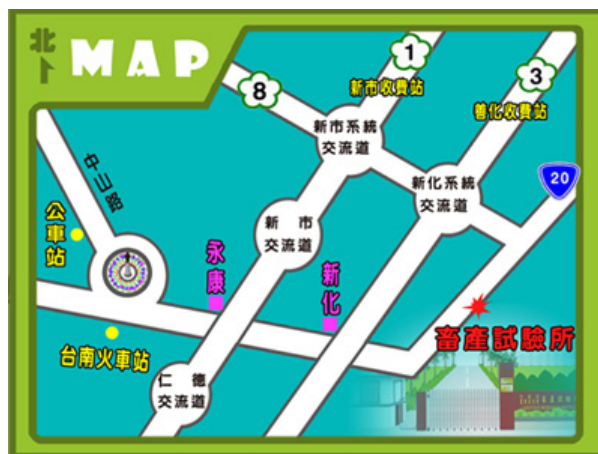 北
MAP
1
新市收費站
3
善化收費站
8
新市系統
交流道
新化系統
交流道
20
中山路
公車站
新市
交流道
永康
新化
台南火車站
畜產試驗所
仁德
交流道